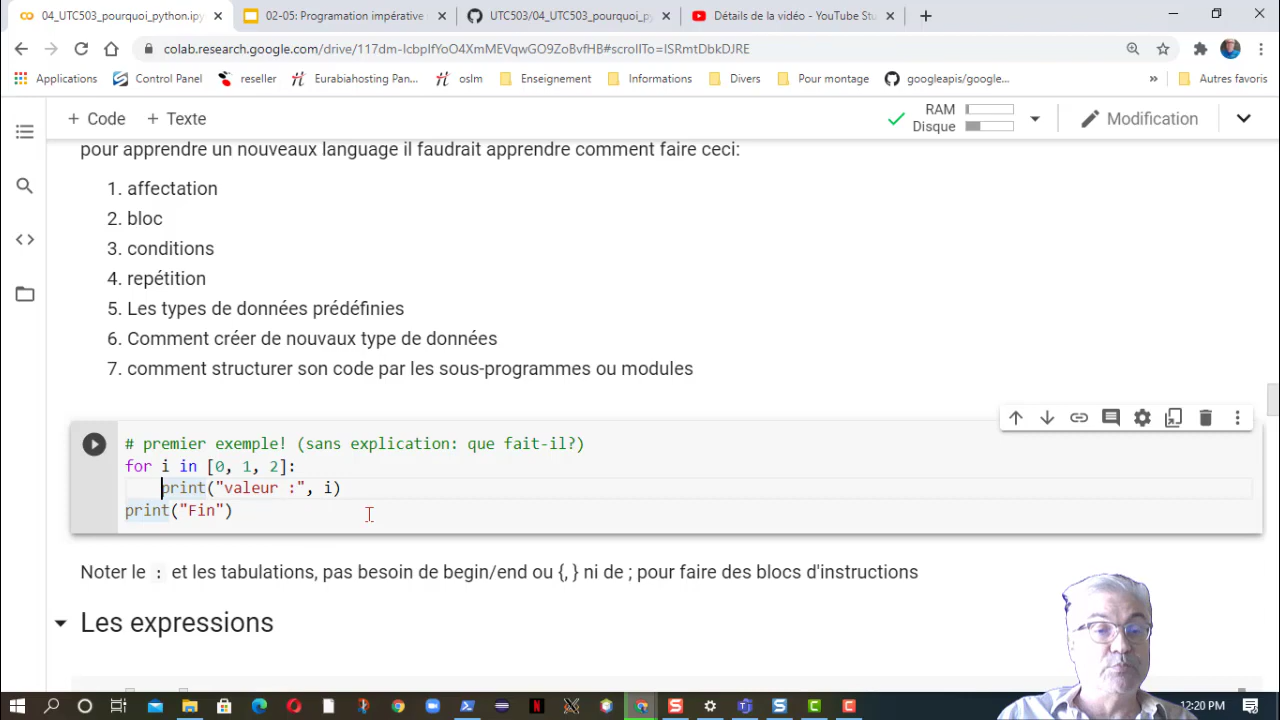 04_UTC503_pourquoi_python.ipy
02-05: Programation impérative
UTC503/04_UTC503_pourquoi_py
Détails de la vidéo - YouTube Stu
colab.research.google.com/drive/117dm-IcbpIfYoO4XrnMEVqwGO9ZoBvfHB#scrollTo=ISRmtDbkDJRE
Applications Control Panel reseller Eurabiahosting Pan... oslm Enseignement Informations Divers Pour montage googleapis/google... » Autres favoris
+ Code + Texte RAM Disque Modification
pour apprendre un nouveaux language il faudrait apprendre comment faire ceci:
1. affectation
2. bloc
3. conditions
4. repétition
5. Les types de données prédéfinies
6. Comment créer de nouvaux type de données
7. comment structurer son code par les sous-programmes ou modules
# premier exemple! (sans explication: que fait-il?)
for i in [0, 1, 2]:
print("valeur :", i)
print("Fin")
Noter le : et les tabulations, pas besoin de begin/end ou {, } ni de ; pour faire des blocs d'instructions
Les expressions
12:20 PM